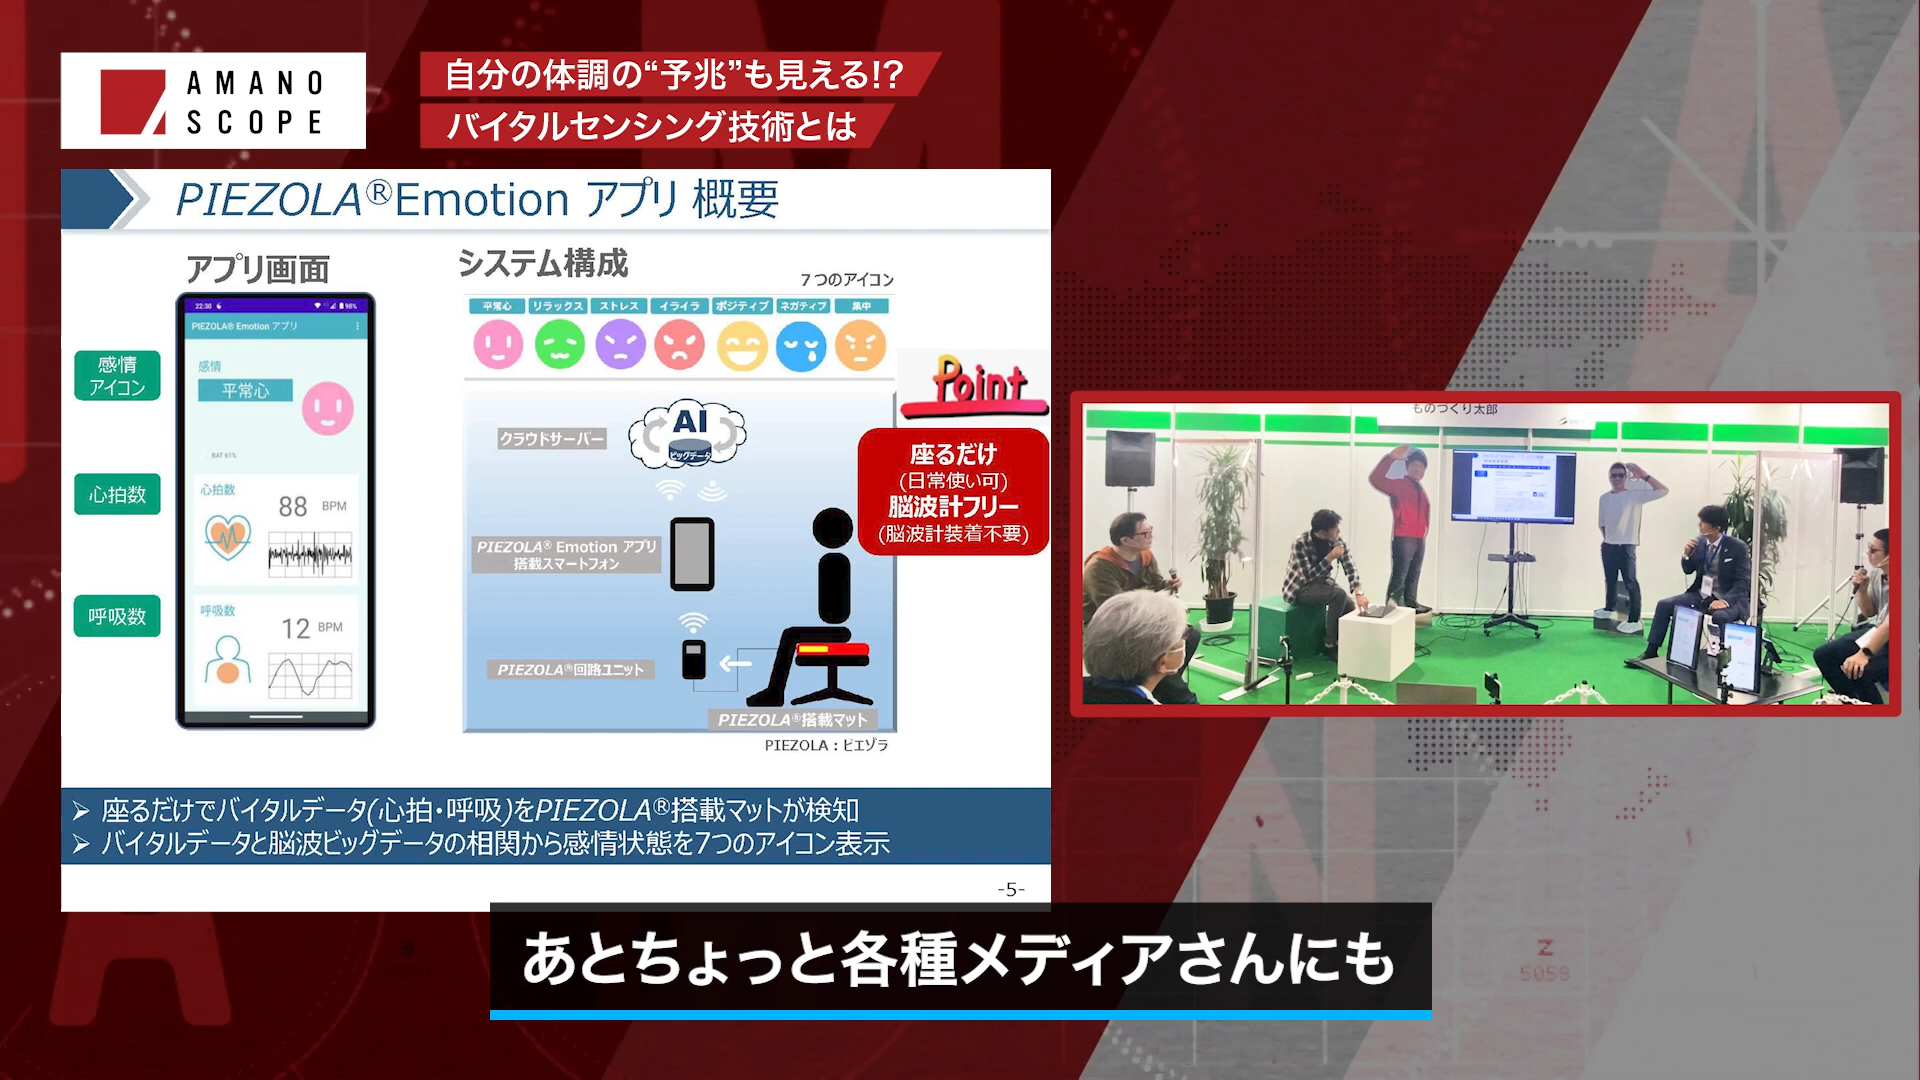 AMANO
SCOPE
自分の体調の“予兆”も見える!?
バイタルセンシング技術とは
PIEZOLA®Emotion アプリ 概要
アプリ画面
システム構成
7つのアイコン
平常心 リラックス ストレス イライラ ポジティブ ネガティブ 集中
22:30
98%
PIEZOLA® Emotion アプリ
感情
平常心
BAT 61%
心拍数
88 BPM
呼吸数
12 BPM
感情
アイコン
心拍数
呼吸数
クラウドサーバー
AI
ビッグデータ
PIEZOLA® Emotion アプリ
搭載スマートフォン
PIEZOLA®回路ユニット
PIEZOLA®搭載マット
PIEZOLA：ピエゾラ
Point
座るだけ
(日常使い可)
脳波計フリー
(脳波計装着不要)
➢ 座るだけでバイタルデータ(心拍・呼吸)をPIEZOLA®搭載マットが検知
➢ バイタルデータと脳波ビッグデータの相関から感情状態を7つのアイコン表示
-5-
ものづくり太郎
Z
5058
あとちょっと各種メディアさんにも